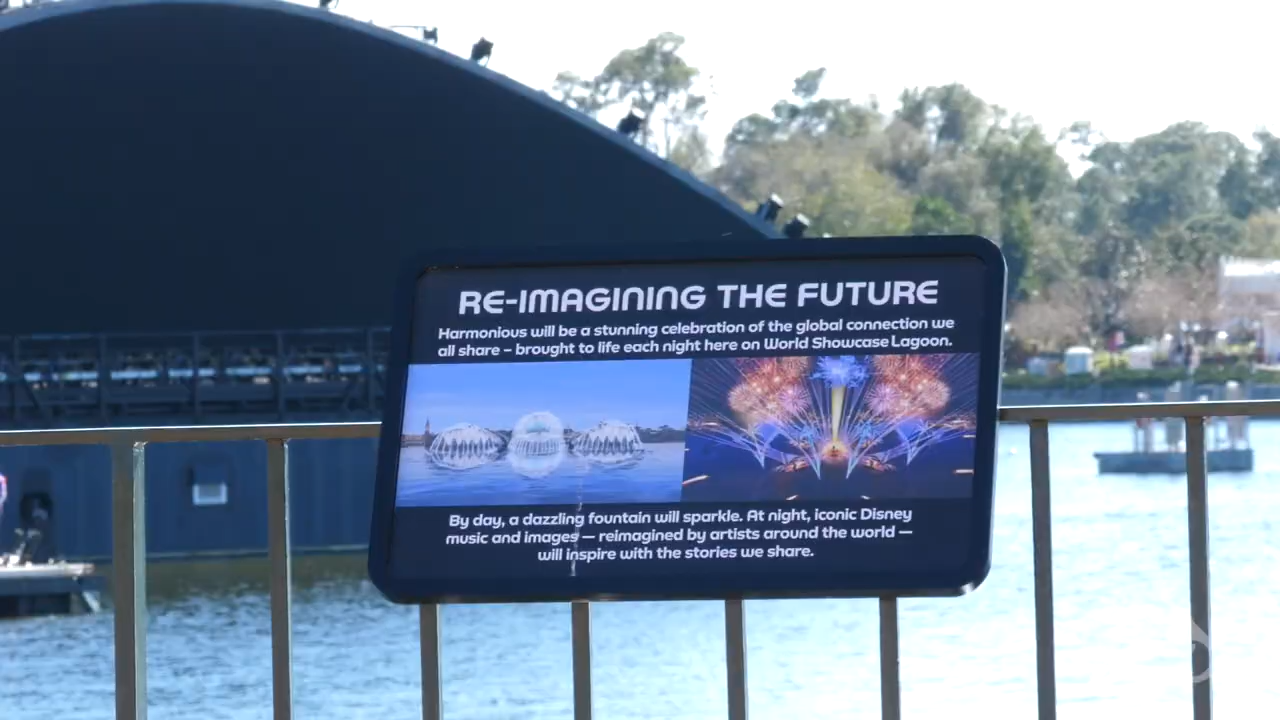 RE-IMAGINING THE FUTURE
Harmonious will be a stunning celebration of the global connection we
all share – brought to life each night here on World Showcase Lagoon.
By day, a dazzling fountain will sparkle. At night, iconic Disney
music and images — reimagined by artists around the world —
will inspire with the stories we share.